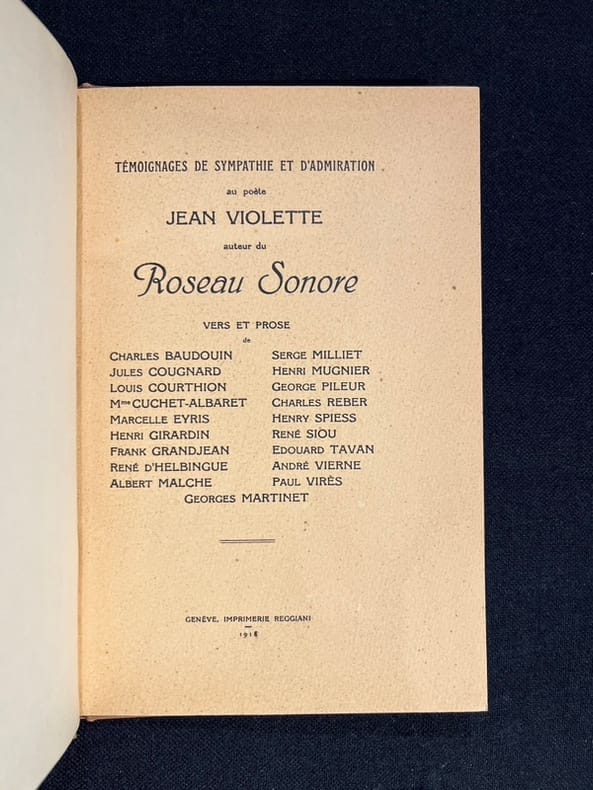 TÉMOIGNAGES DE SYMPATHIE ET D'ADMIRATION
au poète
JEAN VIOLETTE
auteur du
Roseau Sonore
VERS ET PROSE
de
CHARLES BAUDOUIN
JULES COUGNARD
LOUIS COURTHION
Mme CUCHET-ALBARET
MARCELLE EYRIS
HENRI GIRARDIN
FRANK GRANDJEAN
RENÉ D'HELBINGUE
ALBERT MALCHE
SERGE MILLIET
HENRI MUGNIER
GEORGE PILEUR
CHARLES REBER
HENRY SPIESS
RENÉ SIÒU
EDOUARD TAVAN
ANDRÉ VIERNE
PAUL VIRÈS
GEORGES MARTINET
GENÈVE, IMPRIMERIE REGGIANI
1918